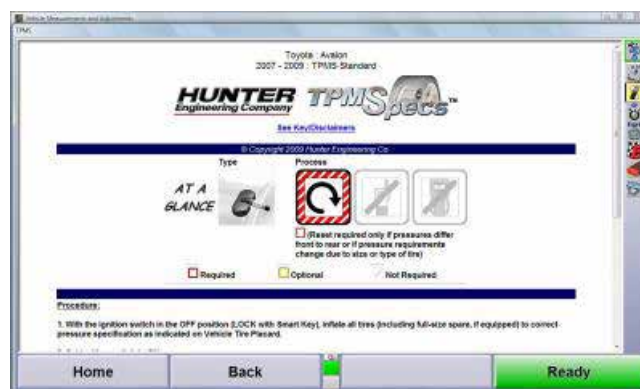 Vehicle Measurements and Adjustments
TPMS
Toyota : Avalon
2007 - 2009 : TPMS-Standard
HUNTER
Engineering Company
TPMSpecs™
See Key/Disclaimers
© Copyright 2009 Hunter Engineering Co.
Type
Process
AT A
GLANCE
(Reset required only if pressures differ
front to rear or if pressure requirements
change due to size or type of tire)
Required
Optional
Not Required
Procedure:
1. With the ignition switch in the OFF position (LOCK with Smart Key), inflate all tires (including full-size spare, if equipped) to correct
pressure specification as indicated on Vehicle Tire Placard.
Home
Back
Ready